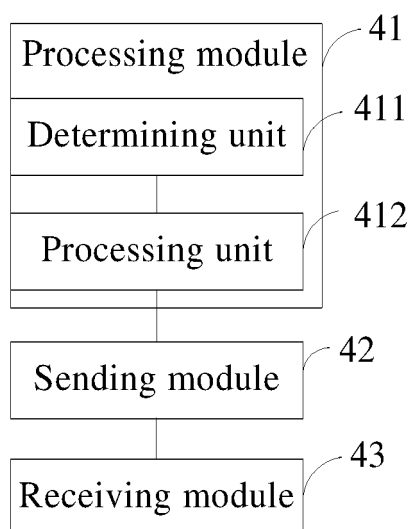 Processing module 41
Determining unit 411
Processing unit 412
Sending module 42
Receiving module 43